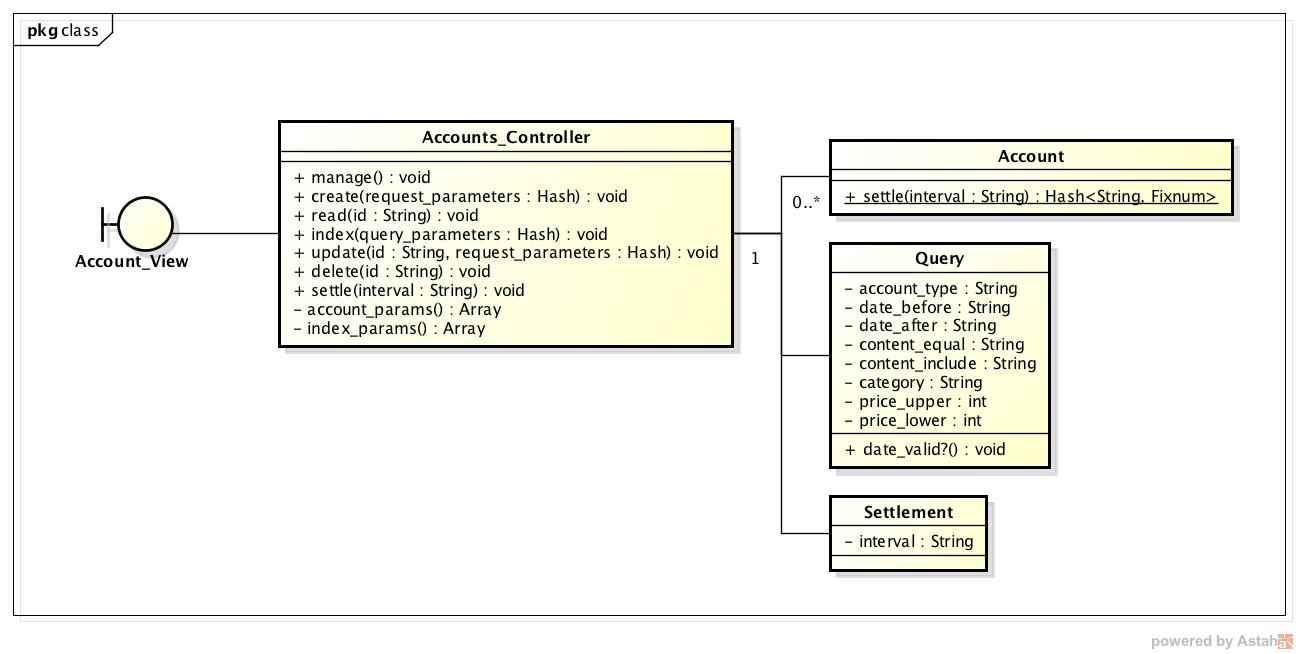 pkg class
Account_View
Accounts_Controller
+ manage() : void
+ create(request_parameters : Hash) : void
+ read(id : String) : void
+ index(query_parameters : Hash) : void
+ update(id : String, request_parameters : Hash) : void
+ delete(id : String) : void
+ settle(interval : String) : void
- account_params() : Array
- index_params() : Array
1
0..*
Account
+ settle(interval : String) : Hash<String, Fixnum>
Query
- account_type : String
- date_before : String
- date_after : String
- content_equal : String
- content_include : String
- category : String
- price_upper : int
- price_lower : int
+ date_valid?() : void
Settlement
- interval : String
powered by Astah